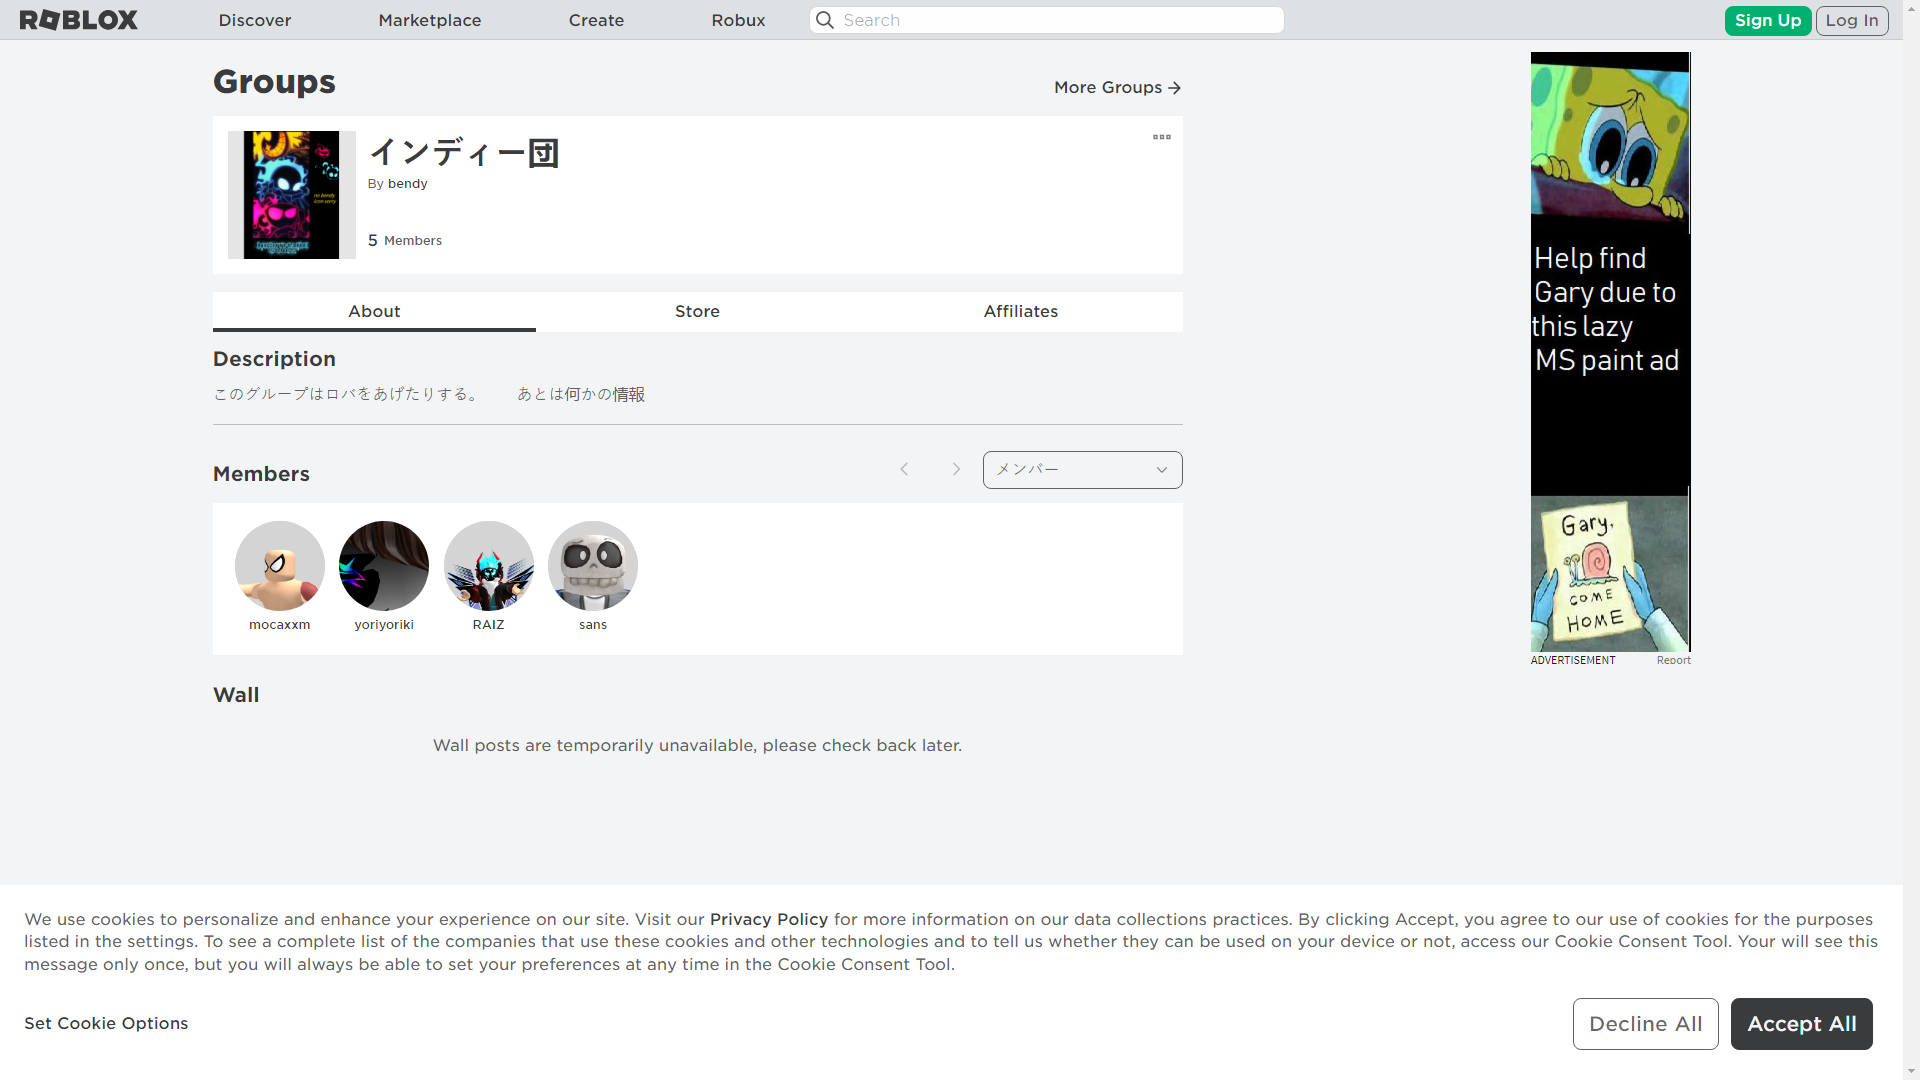 ROBLOX
Discover
Marketplace
Create
Robux
Search
Sign Up
Log In
Groups
More Groups
インディー団
By bendy
5 Members
no bendy
icon sorry
About
Store
Affiliates
Description
このグループはロバをあげたりする。 あとは何かの情報
Members
メンバー
mocaxxm
yoriyoriki
RAIZ
sans
Wall
Wall posts are temporarily unavailable, please check back later.
Help find
Gary due to
this lazy
MS paint ad
Gary,
COME
HOME
ADVERTISEMENT
Report
We use cookies to personalize and enhance your experience on our site. Visit our Privacy Policy for more information on our data collections practices. By clicking Accept, you agree to our use of cookies for the purposes
listed in the settings. To see a complete list of the companies that use these cookies and other technologies and to tell us whether they can be used on your device or not, access our Cookie Consent Tool. Your will see this
message only once, but you will always be able to set your preferences at any time in the Cookie Consent Tool.
Set Cookie Options
Decline All
Accept All